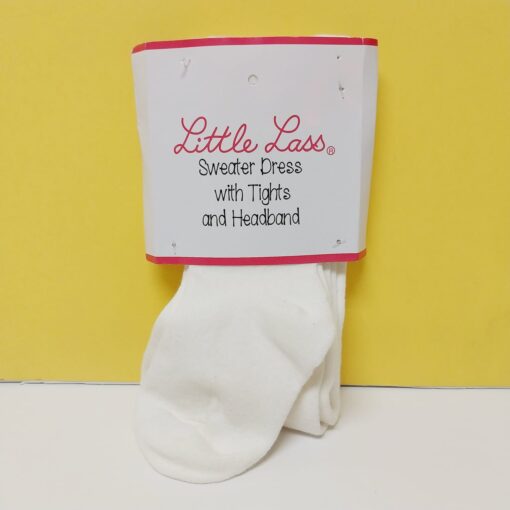 Little Lass®
Sweater Dress
with Tights
and Headband